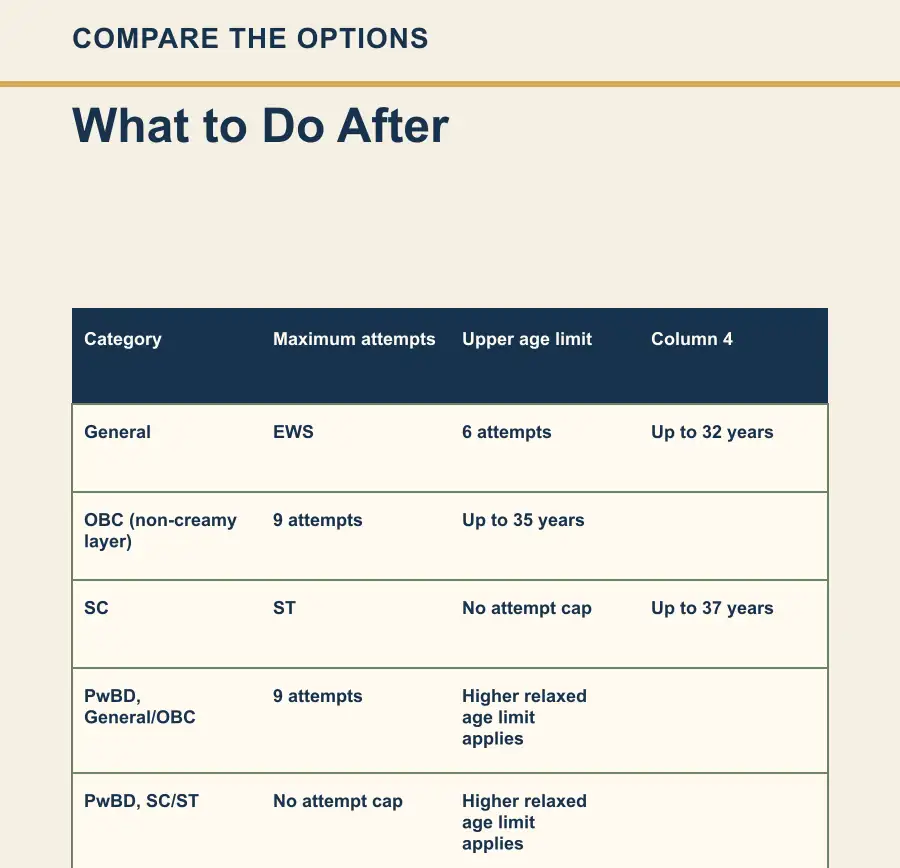 COMPARE THE OPTIONS
What to Do After
Category Maximum attempts Upper age limit Column 4
General EWS 6 attempts Up to 32 years
OBC (non-creamy 9 attempts Up to 35 years
layer)
SC ST No attempt cap Up to 37 years
PwBD, 9 attempts Higher relaxed
General/OBC age limit
applies
PwBD, SC/ST No attempt cap Higher relaxed
age limit
applies